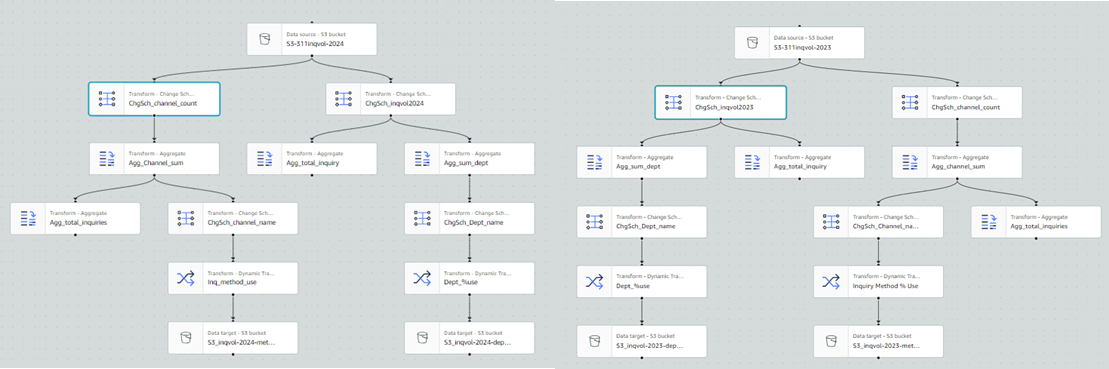 Data source - S3 bucket
S3-311inqvol-2024
Transform - Change Sch...
ChgSch_channel_count
Transform - Change Sch...
ChgSch_inqvol2024
Transform - Aggregate
Agg_Channel_sum
Transform - Aggregate
Agg_total_inquiry
Transform - Aggregate
Agg_sum_dept
Transform - Aggregate
Agg_total_inquiries
Transform - Change Sch...
ChgSch_channel_name
Transform - Change Sch...
ChgSch_Dept_name
Transform - Dynamic Tra...
Inq_method_use
Transform - Dynamic Tra...
Dept_%use
Data target - S3 bucket
S3_inqvol-2024-met...
Data target - S3 bucket
S3_inqvol-2024-dep...
Data source - S3 bucket
S3-311inqvol-2023
Transform - Change Sch...
ChgSch_inqvol2023
Transform - Change Sch...
ChgSch_channel_count
Transform - Aggregate
Agg_sum_dept
Transform - Aggregate
Agg_total_inquiry
Transform - Aggregate
Agg_channel_sum
Transform - Change Sch...
ChgSch_Dept_name
Transform - Change Sch...
ChgSch_Channel_na...
Transform - Aggregate
Agg_total_inquiries
Transform - Dynamic Tra...
Dept_%use
Transform - Dynamic Tra...
Inquiry Method % Use
Data target - S3 bucket
S3_inqvol-2023-dep...
Data target - S3 bucket
S3_inqvol-2023-met...